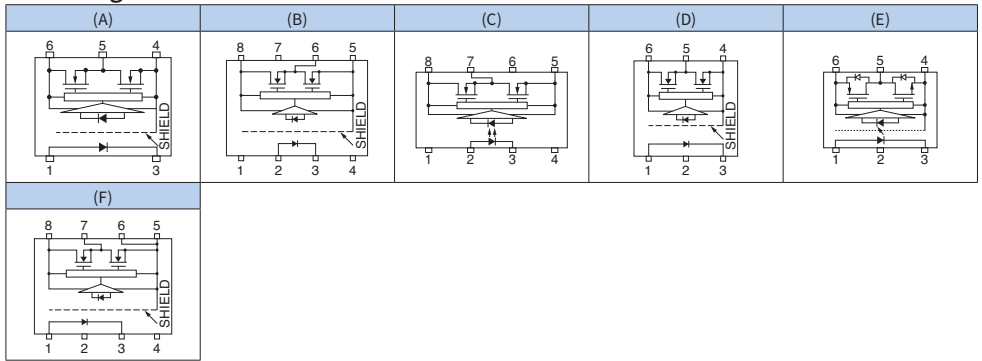 (A) (B) (C) (D) (E)
6 5 4 8 7 6 5 8 7 6 5 6 5 4 6 5 4
SHIELD SHIELD SHIELD
1 3 1 2 3 4 1 2 3 4 1 2 3 1 2 3
(F)
8 7 6 5
SHIELD
1 2 3 4